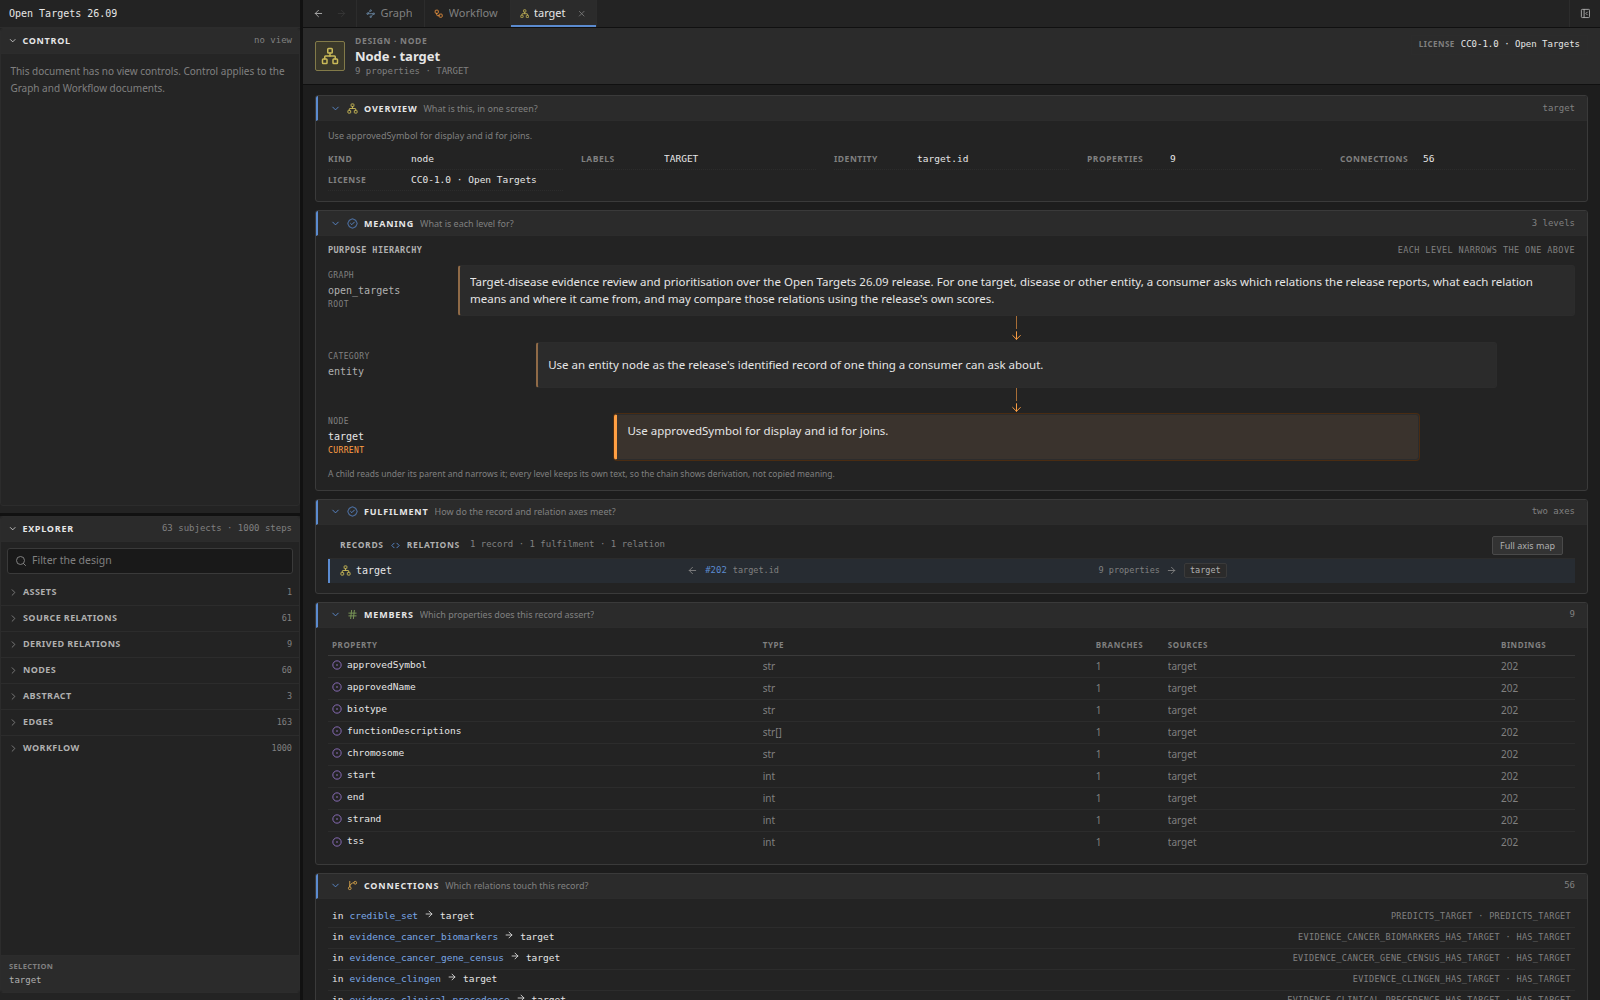 Open Targets 26.09
CONTROL
no view
This document has no view controls. Control applies to the
Graph and Workflow documents.
EXPLORER
63 subjects · 1000 steps
Filter the design
ASSETS 1
SOURCE RELATIONS 61
DERIVED RELATIONS 9
NODES 60
ABSTRACT 3
EDGES 163
WORKFLOW 1000
SELECTION
target
Graph
Workflow
target
DESIGN · NODE
Node · target
9 properties · TARGET
LICENSE CC0-1.0 · Open Targets
OVERVIEW What is this, in one screen? target
Use approvedSymbol for display and id for joins.
KIND node LABELS TARGET IDENTITY target.id PROPERTIES 9 CONNECTIONS 56
LICENSE CC0-1.0 · Open Targets
MEANING What is each level for? 3 levels
PURPOSE HIERARCHY EACH LEVEL NARROWS THE ONE ABOVE
GRAPH
open_targets
ROOT
Target-disease evidence review and prioritisation over the Open Targets 26.09 release. For one target, disease or other entity, a consumer asks which relations the release reports, what each relation
means and where it came from, and may compare those relations using the release's own scores.
CATEGORY
entity
Use an entity node as the release's identified record of one thing a consumer can ask about.
NODE
target
CURRENT
Use approvedSymbol for display and id for joins.
A child reads under its parent and narrows it; every level keeps its own text, so the chain shows derivation, not copied meaning.
FULFILMENT How do the record and relation axes meet? two axes
RECORDS <> RELATIONS 1 record · 1 fulfilment · 1 relation Full axis map
target ← #202 target.id 9 properties → target
MEMBERS Which properties does this record assert? 9
PROPERTY TYPE BRANCHES SOURCES BINDINGS
approvedSymbol str 1 target 202
approvedName str 1 target 202
biotype str 1 target 202
functionDescriptions str[] 1 target 202
chromosome str 1 target 202
start int 1 target 202
end int 1 target 202
strand int 1 target 202
tss int 1 target 202
CONNECTIONS Which relations touch this record? 56
in credible_set → target PREDICTS_TARGET · PREDICTS_TARGET
in evidence_cancer_biomarkers → target EVIDENCE_CANCER_BIOMARKERS_HAS_TARGET · HAS_TARGET
in evidence_cancer_gene_census → target EVIDENCE_CANCER_GENE_CENSUS_HAS_TARGET · HAS_TARGET
in evidence_clingen → target EVIDENCE_CLINGEN_HAS_TARGET · HAS_TARGET
in evidence_clinical_precedence → target EVIDENCE_CLINICAL_PRECEDENCE_HAS_TARGET · HAS_TARGET